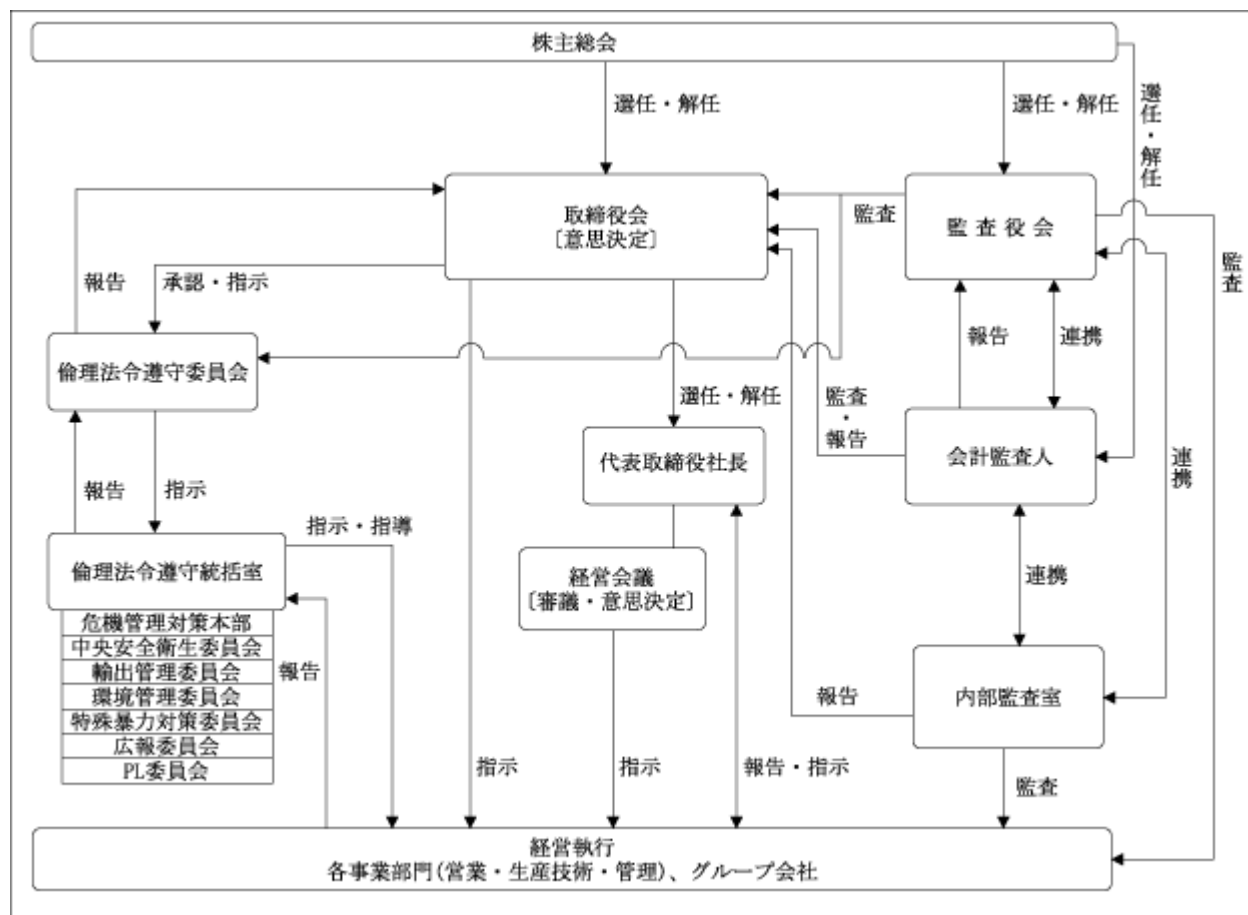 株主総会
選任・解任
選任・解任
選任・解任
取締役会
〔意思決定〕
監査
監査役会
報告
承認・指示
監査
報告
連携
倫理法令遵守委員会
選任・解任
監査・報告
代表取締役社長
会計監査人
連携
報告
指示
指示・指導
倫理法令遵守統括室
経営会議
〔審議・意思決定〕
連携
危機管理対策本部
中央安全衛生委員会
輸出管理委員会
環境管理委員会
特殊暴力対策委員会
広報委員会
PL委員会
報告
報告
内部監査室
指示
指示
報告・指示
監査
経営執行
各事業部門(営業・生産技術・管理)、グループ会社